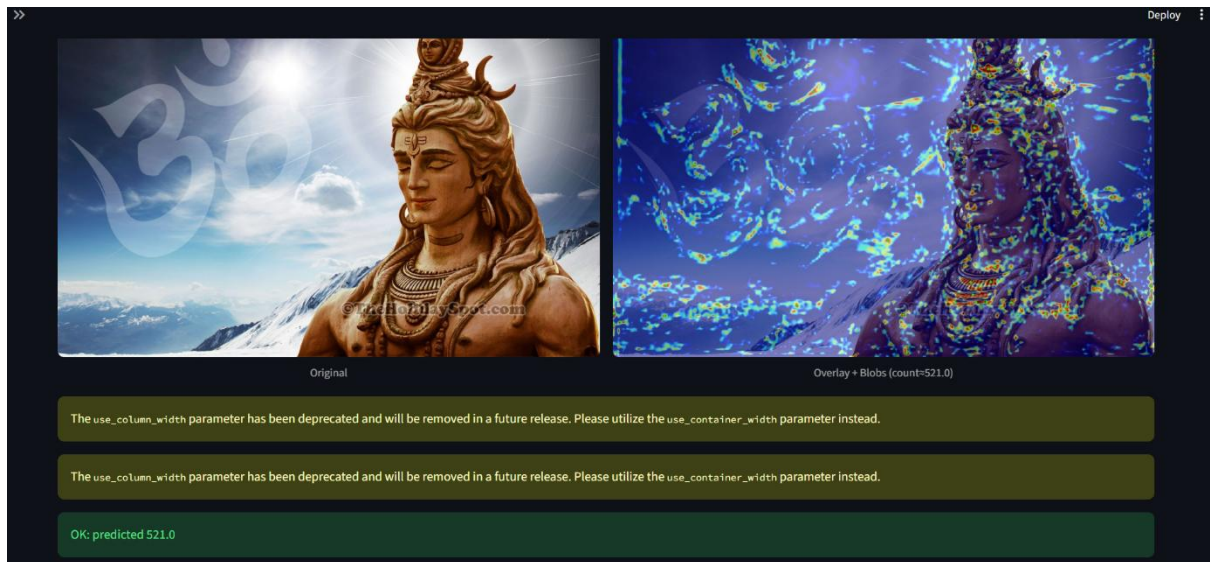 Deploy
ॐ
©TheHolidaySpot.com
Original
Overlay + Blobs (count=521.0)
The use_column_width parameter has been deprecated and will be removed in a future release. Please utilize the use_container_width parameter instead.
The use_column_width parameter has been deprecated and will be removed in a future release. Please utilize the use_container_width parameter instead.
OK: predicted 521.0